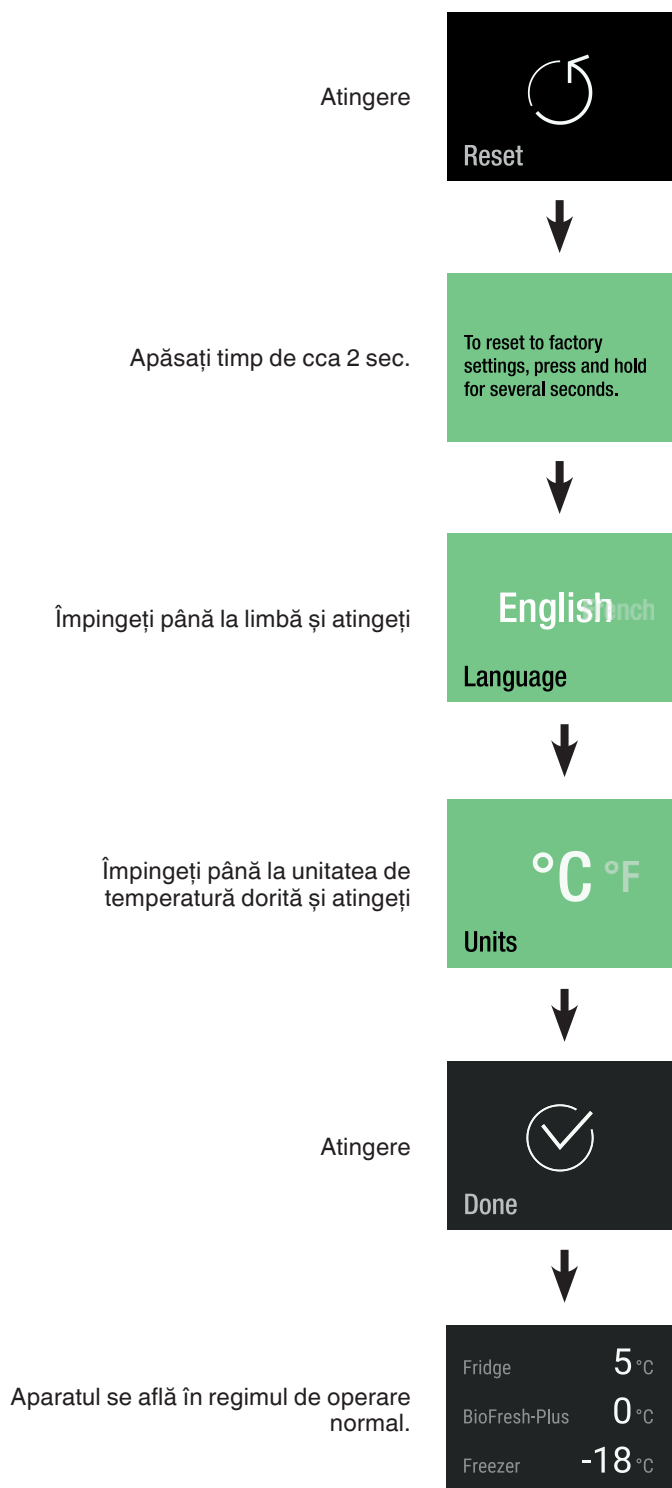 Atingere
Reset
Apăsați timp de cca 2 sec.
To reset to factory
settings, press and hold
for several seconds.
Împingeți până la limbă și atingeți
English French
Language
Împingeți până la unitatea de
temperatură dorită și atingeți
°C °F
Units
Atingere
Done
Aparatul se află în regimul de operare
normal.
Fridge 5 °C
BioFresh-Plus 0 °C
Freezer -18 °C